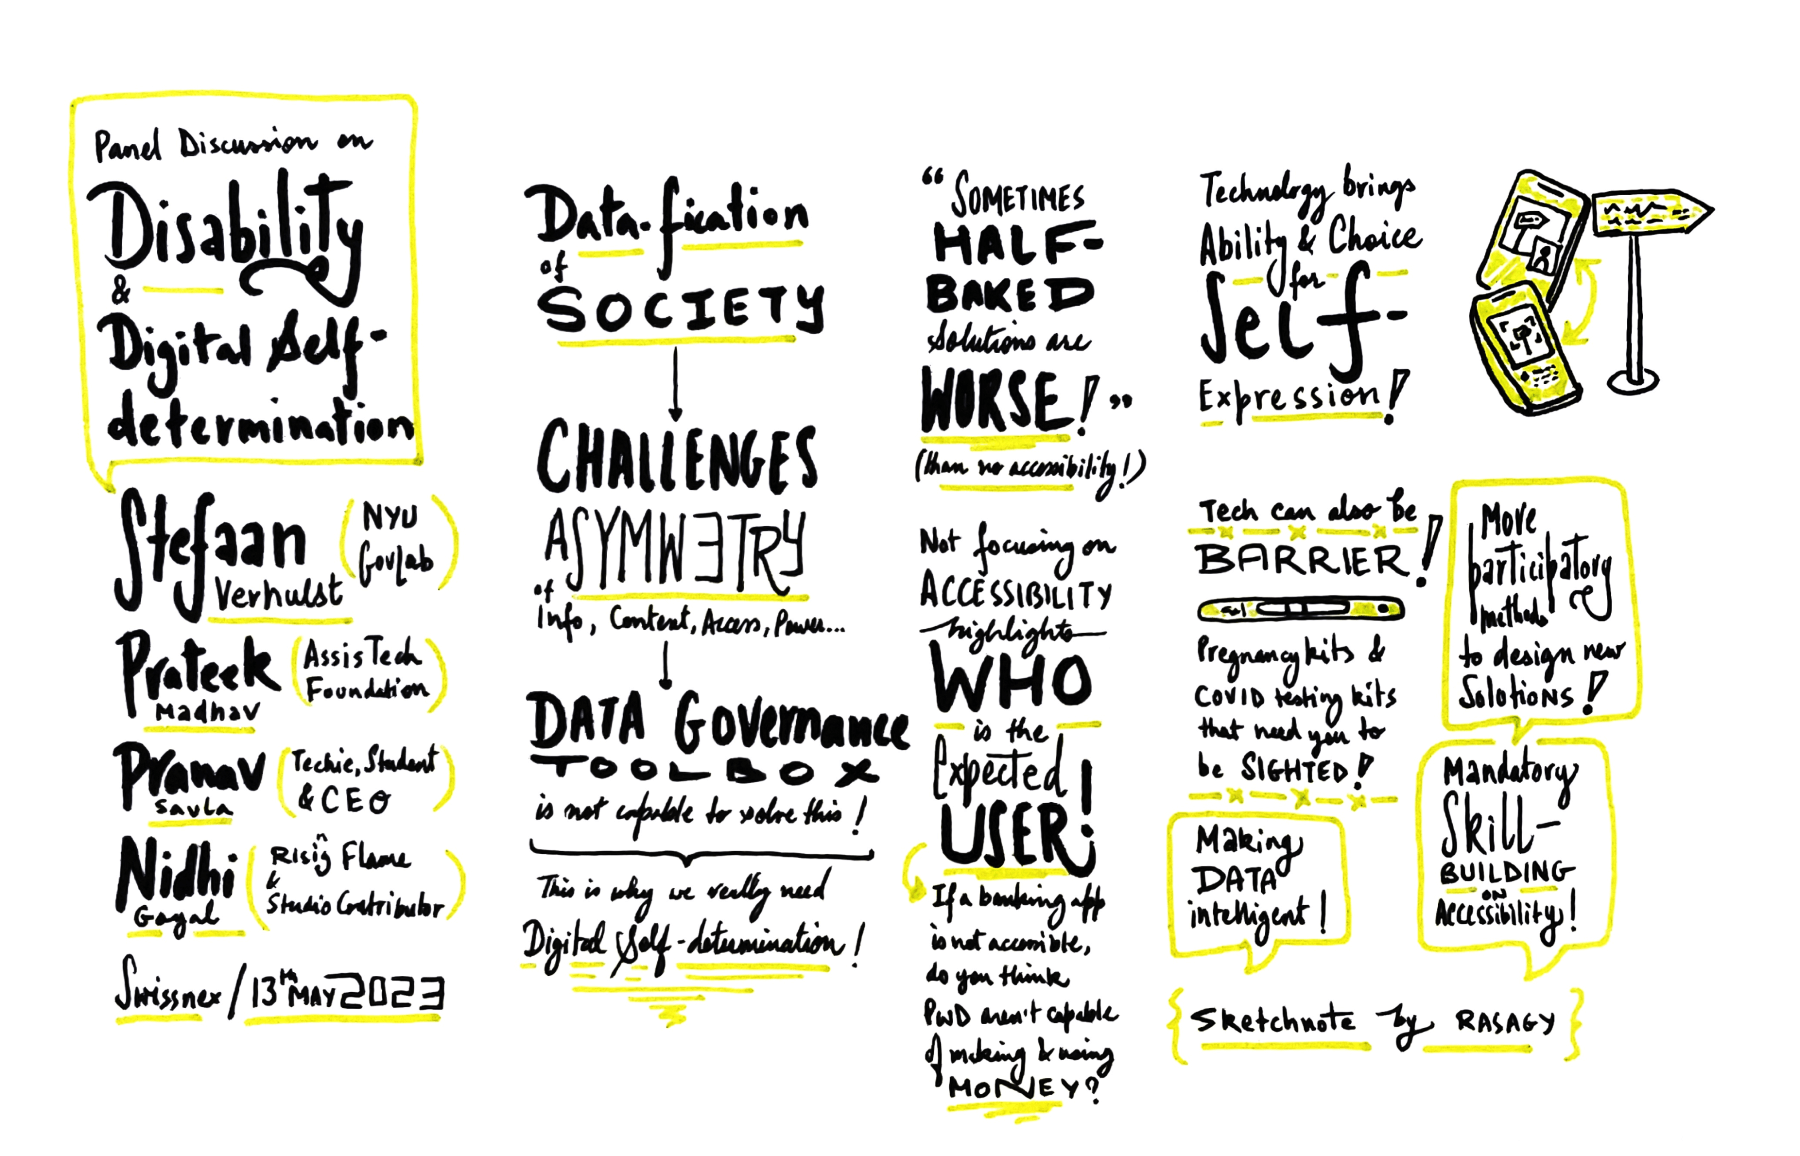 Panel Discussion on
Disability
&
Digital Self-
determination
Stefaan
Verhulst
(NYU
GovLab)
Prateek
Madhav
(AssisTech
Foundation)
Pranav
Savla
(Techie, Student
& CEO)
Nidhi
Goyal
(Rising Flame
&
Studio Contributor)
Swissnex / 13th MAY 2023
Data-fication
of
SOCIETY
CHALLENGES
ASYMMETRY
of
Info, Content, Access, Power...
DATA Governance
TOOLBOX
is not capable to solve this!
This is why we really need
Digital Self-determination!
“SOMETIMES
HALF-
BAKED
solutions are
WORSE!”
(than no accessibility!)
Not focusing on
ACCESSIBILITY
highlights
WHO
is the
Expected
USER!
If a banking app
is not accessible,
do you think
PwD aren't capable
of making & using
MONEY?
Technology brings
Ability & Choice
for
Self-
Expression!
Tech can also be
BARRIER!
Pregnancy kits &
COVID testing kits
that need you to
be SIGHTED!
Making
DATA
intelligent!
More
participatory
methods
to design new
SOLUTIONS!
Mandatory
Skill-
BUILDING
ON
Accessibility!
{Sketchnote by RASAGY}